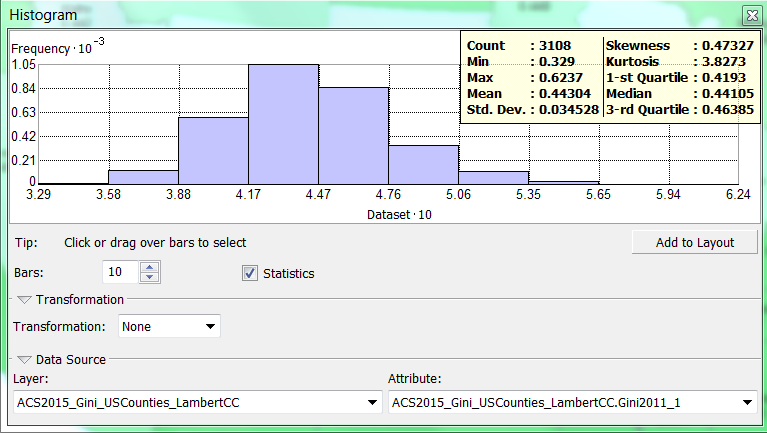 Histogram
Frequency · 10⁻³
Count : 3108 Skewness : 0.47327
Min : 0.329 Kurtosis : 3.8273
Max : 0.6237 1-st Quartile : 0.4193
Mean : 0.44304 Median : 0.44105
Std. Dev. : 0.034528 3-rd Quartile : 0.46385
1.05
0.84
0.63
0.42
0.21
0
3.29 3.58 3.88 4.17 4.47 4.76 5.06 5.35 5.65 5.94 6.24
Dataset · 10
Tip: Click or drag over bars to select
Add to Layout
Bars: 10 Statistics
Transformation
Transformation: None
Data Source
Layer: Attribute:
ACS2015_Gini_USCounties_LambertCC ACS2015_Gini_USCounties_LambertCC.Gini2011_1